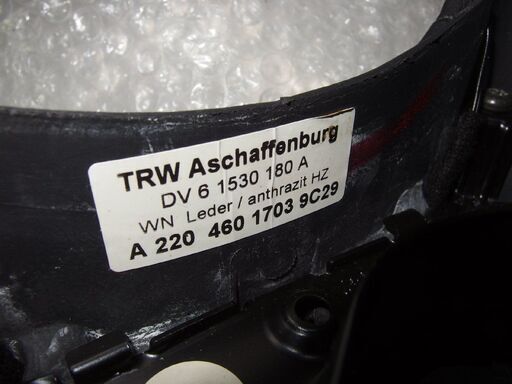 TRW Aschaffenburg
DV 6 1530 180 A
WN Leder / anthrazit HZ
A 220 460 1703 9C29